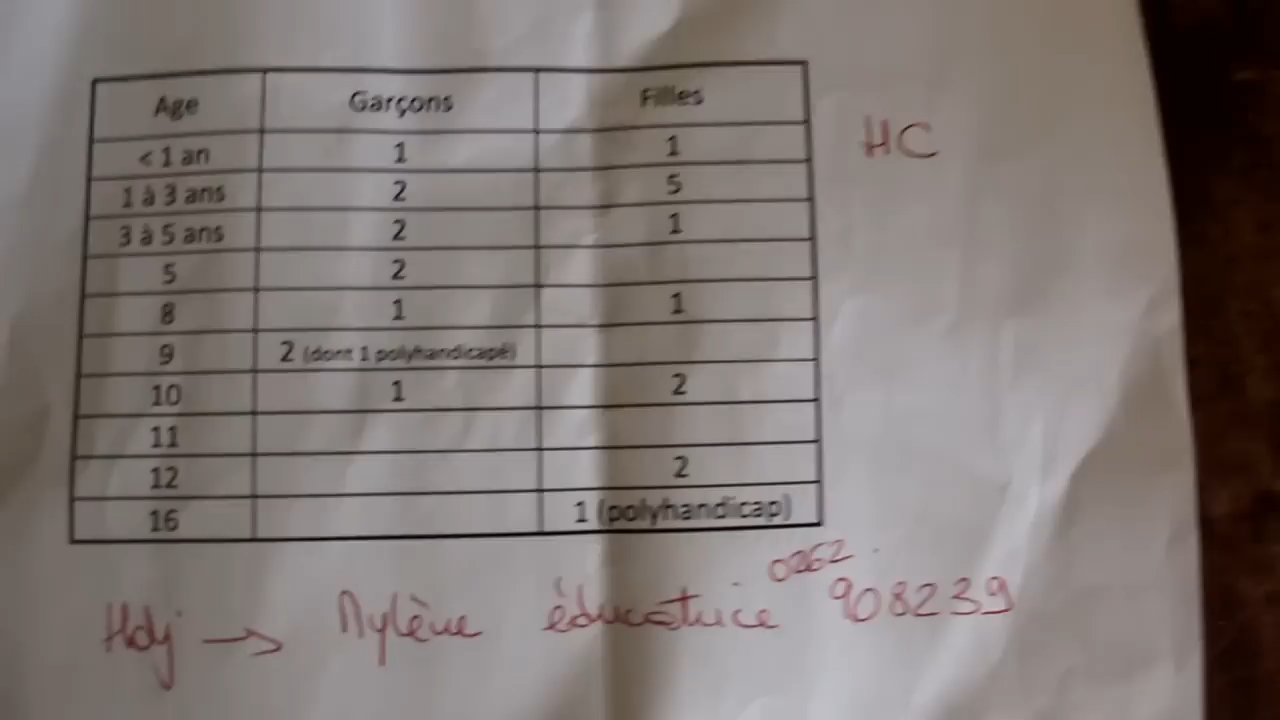 Age Garçons Filles
< 1 an 1 1
HC
1 à 3 ans 2 5
3 à 5 ans 2 1
5 2
8 1 1
9 2 (dont 1 polyhandicapé)
10 1 2
11
12 2
16 1 (polyhandicap)
0262
Hdj → Mylène éducatrice 908239